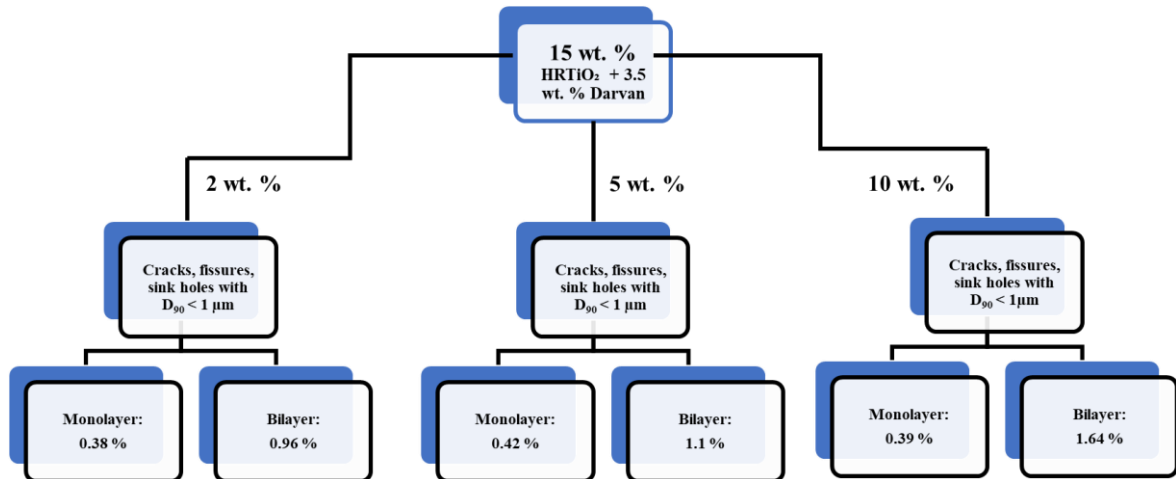 15 wt. %
HRTiO₂ + 3.5
wt. % Darvan
2 wt. %
5 wt. %
10 wt. %
Cracks, fissures,
sink holes with
D₉₀ < 1 μm
Cracks, fissures,
sink holes with
D₉₀ < 1 μm
Cracks, fissures,
sink holes with
D₉₀ < 1μm
Monolayer:
0.38 %
Bilayer:
0.96 %
Monolayer:
0.42 %
Bilayer:
1.1 %
Monolayer:
0.39 %
Bilayer:
1.64 %